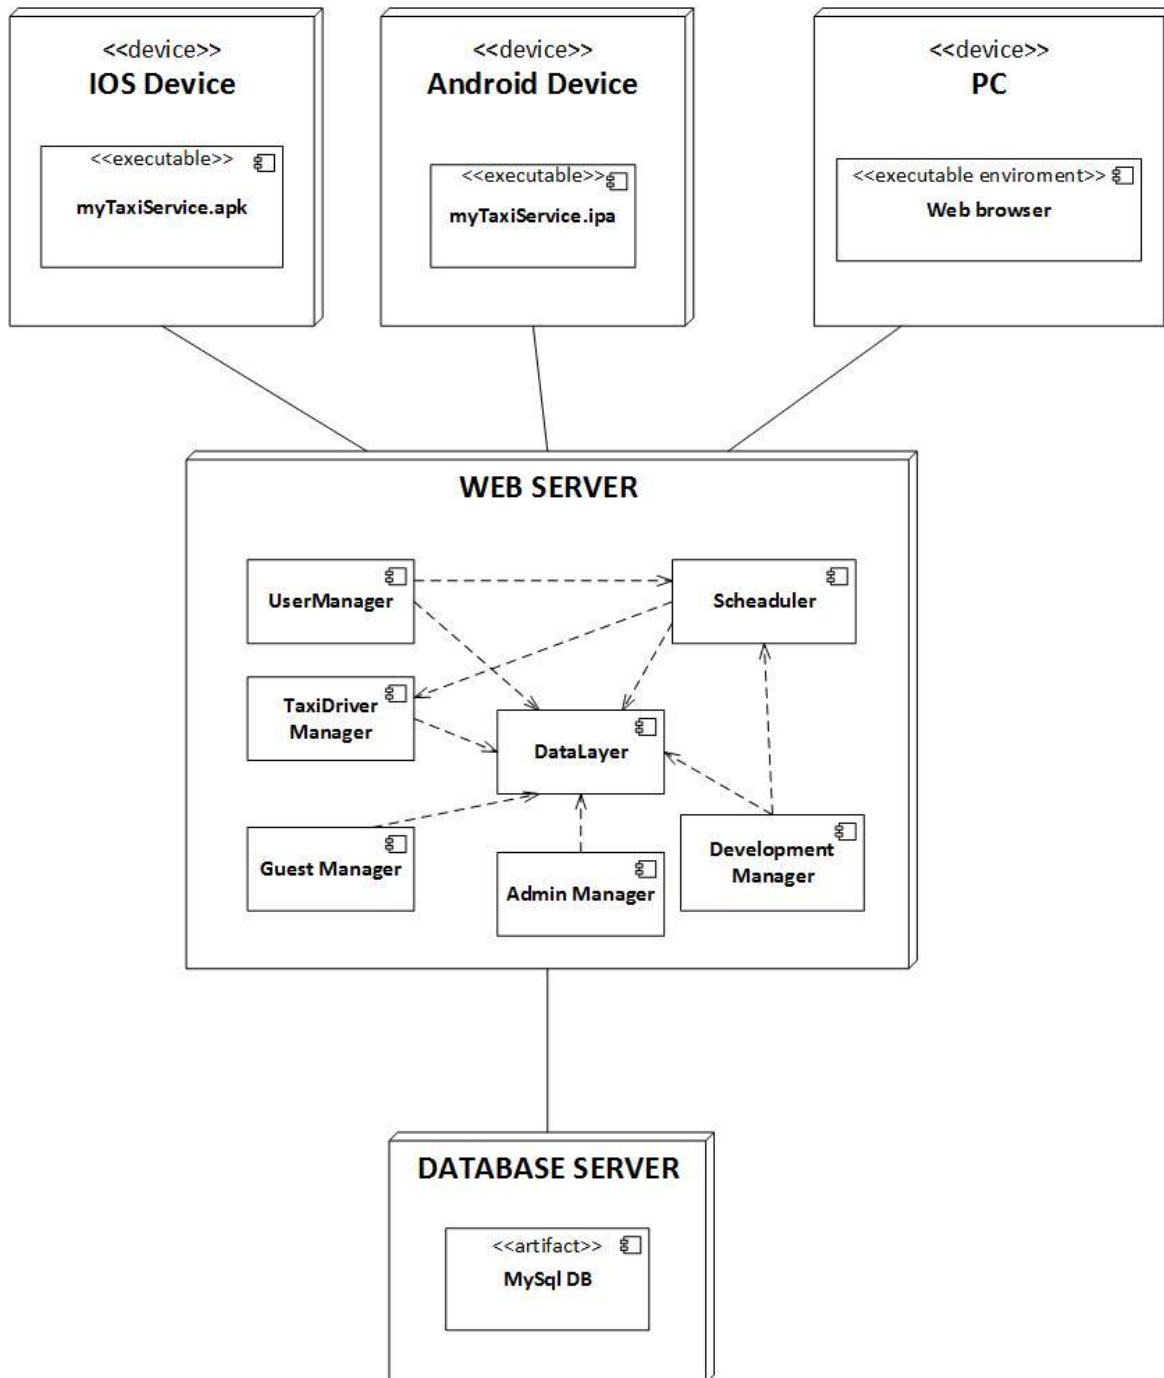 <<device>>
IOS Device
<<executable>>
myTaxiService.apk
<<device>>
Android Device
<<executable>>
myTaxiService.ipa
<<device>>
PC
<<executable enviroment>>
Web browser
WEB SERVER
UserManager
Scheaduler
TaxiDriver
Manager
DataLayer
Guest Manager
Admin Manager
Development
Manager
DATABASE SERVER
<<artifact>>
MySql DB